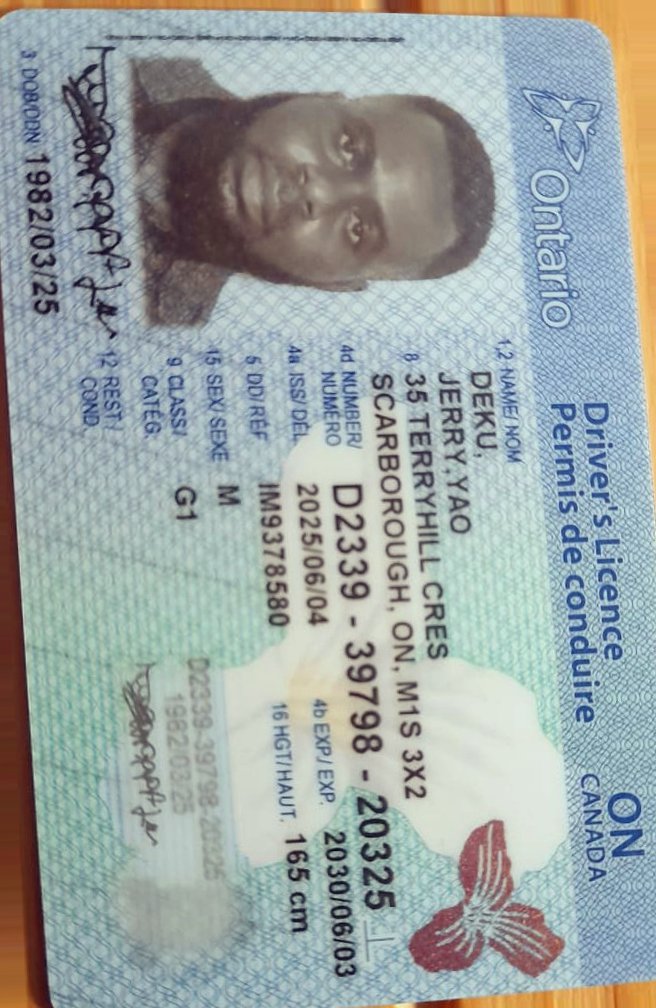 Ontario
Driver's Licence
Permis de conduire
ON
CANADA
1,2 NAME/ NOM
DEKU,
JERRY,YAO
8 35 TERRYHILL CRES
SCARBOROUGH, ON, M1S 3X2
4d NUMBER/ NUMÉRO D2339 - 39798 - 20325
4a ISS/DÉL 2025/06/04 4b EXP./EXP. 2030/06/03
5 DD/RÉF IM9378580 16 HGT/HAUT. 165 cm
15 SEX/ SEXE M
9 CLASS/ CATÉG. G1
12 REST./ COND.
3 DOB/DDN 1982/03/25
D2339-39798-20325
1982/03/25